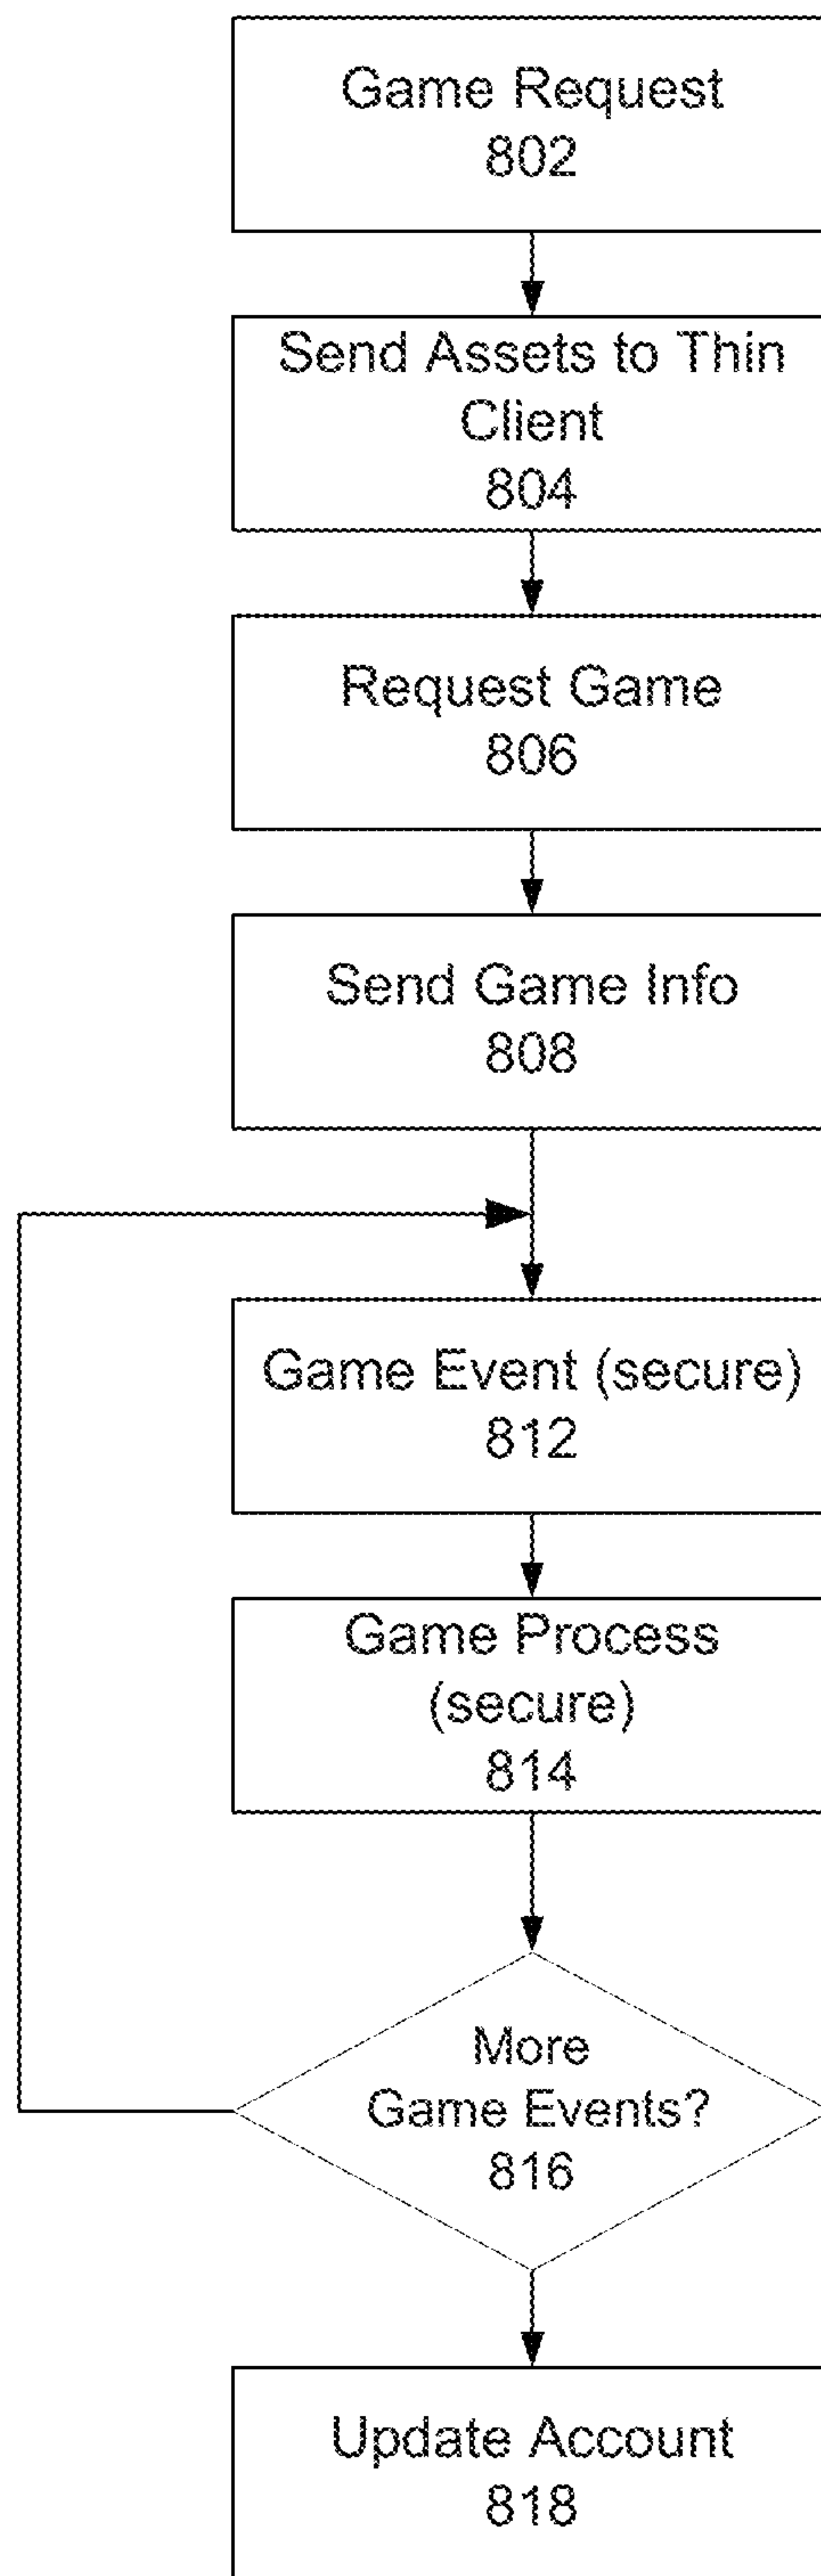 Game Request
802
Send Assets to Thin
Client
804
Request Game
806
Send Game Info
808
Game Event (secure)
812
Game Process
(secure)
814
More
Game Events?
816
Update Account
818